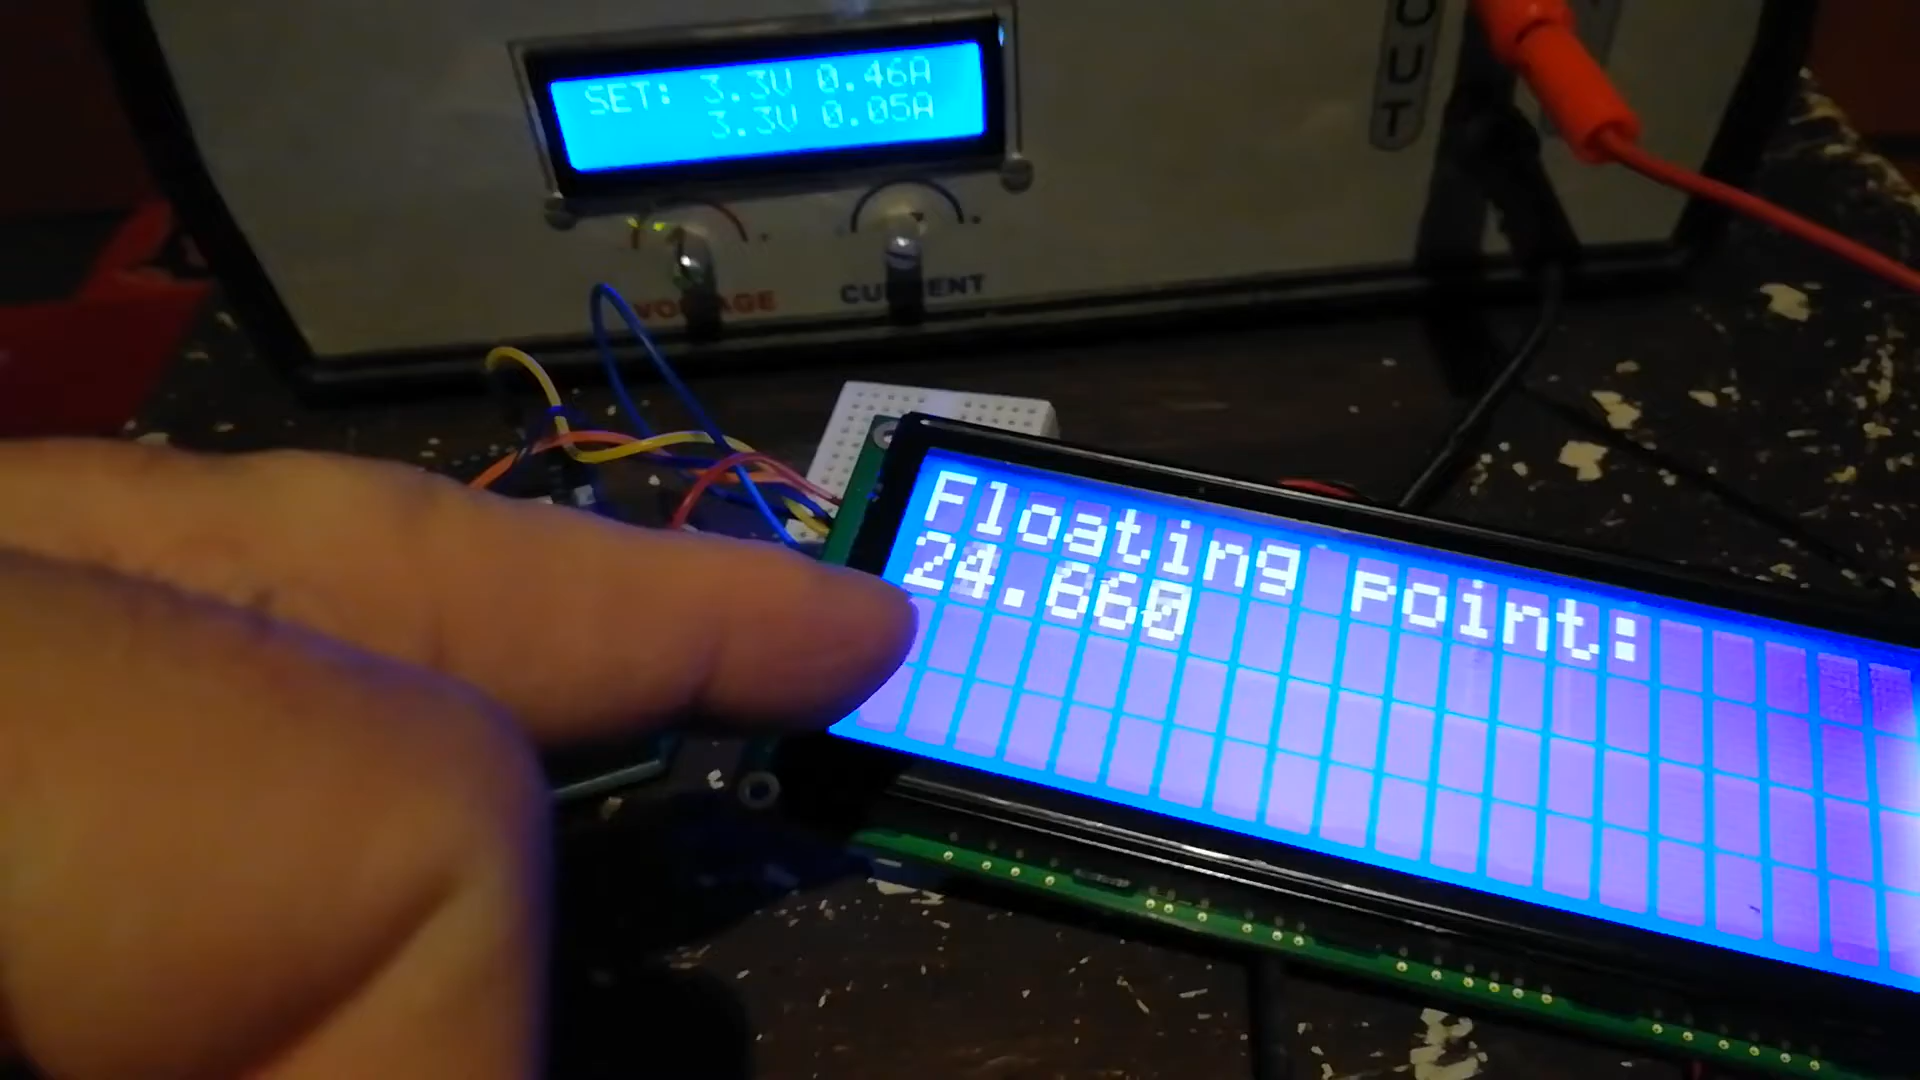 SET: 3.3V 0.46A
3.3V 0.05A
OUT
VOLTAGE
CURRENT
Floating point:
24.660